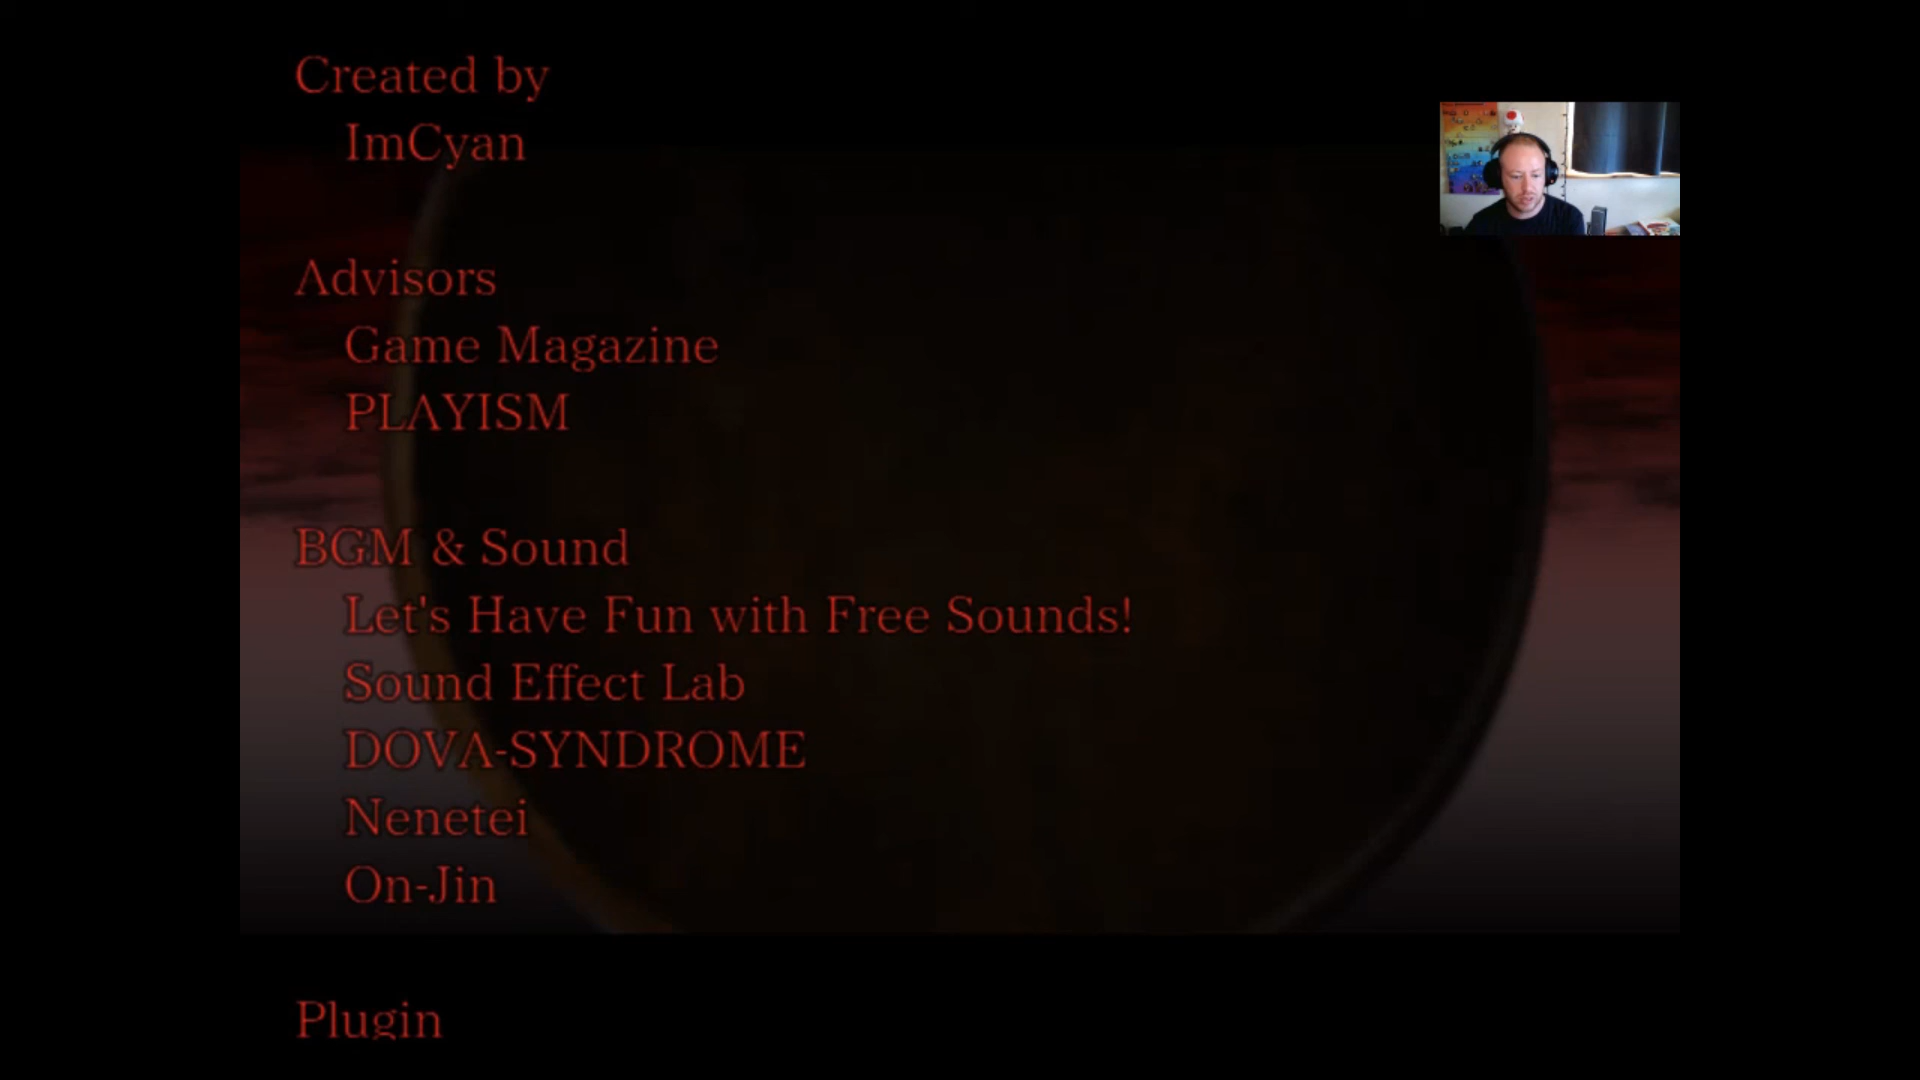 Created by
ImCyan
Advisors
Game Magazine
PLAYISM
BGM & Sound
Let's Have Fun with Free Sounds!
Sound Effect Lab
DOVA-SYNDROME
Nenetei
On-Jin
Plugin